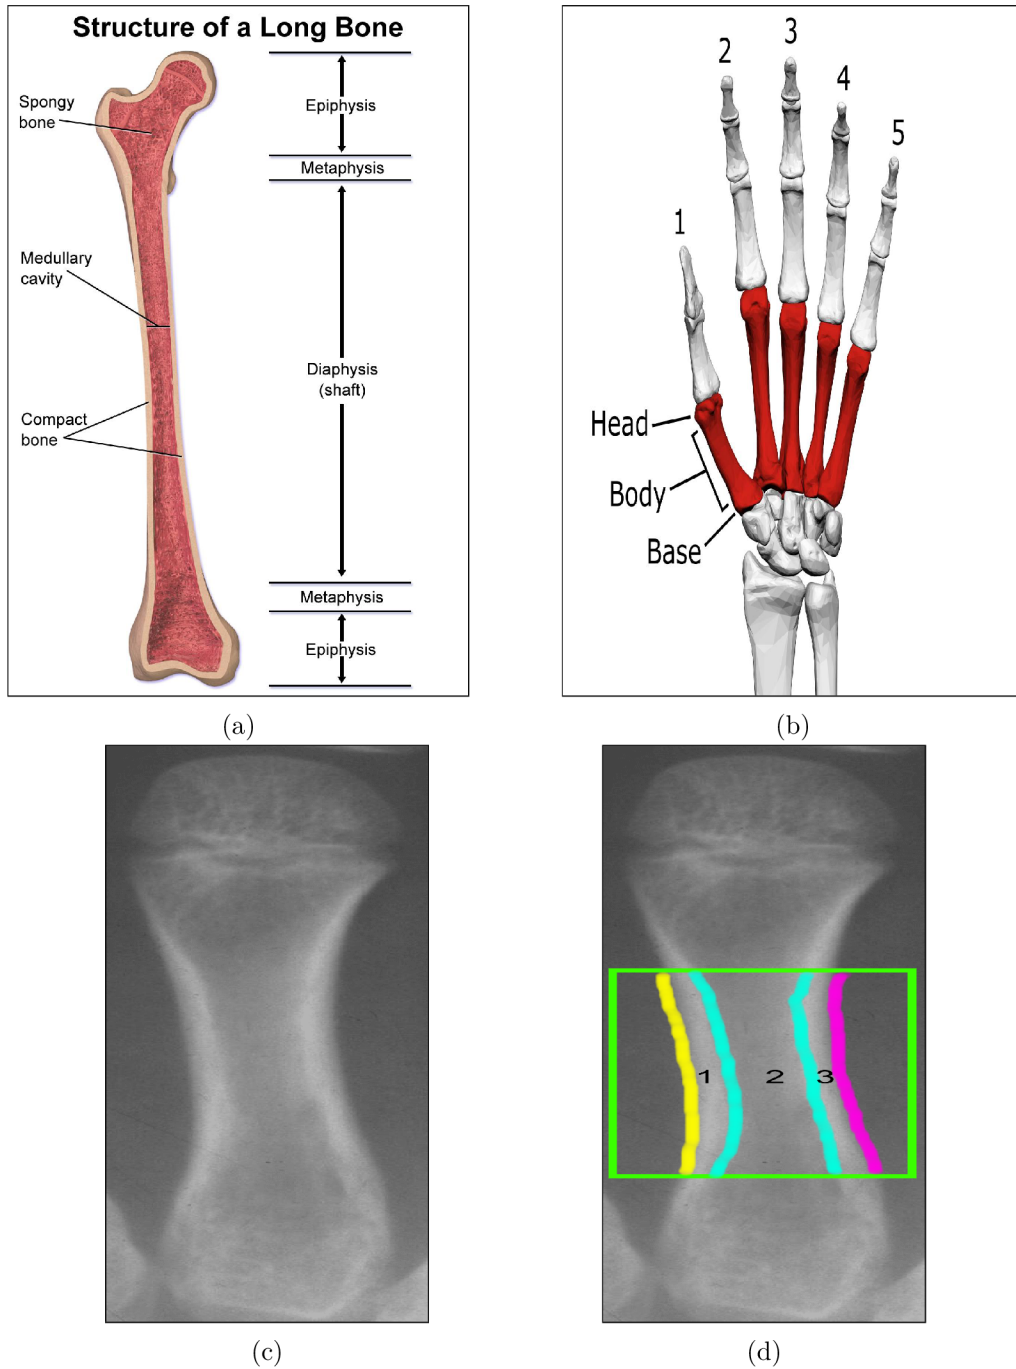 Structure of a Long Bone
Spongy
bone
Epiphysis
Metaphysis
Medullary
cavity
Diaphysis
(shaft)
Compact
bone
Metaphysis
Epiphysis
(a)
1
2
3
4
5
Head
Body
Base
(b)
(c)
1
2
3
(d)